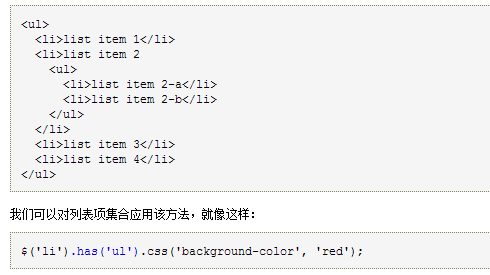 <ul>
  <li>list item 1</li>
  <li>list item 2
    <ul>
      <li>list item 2-a</li>
      <li>list item 2-b</li>
    </ul>
  </li>
  <li>list item 3</li>
  <li>list item 4</li>
</ul>
我们可以对列表项集合应用该方法，就像这样：
$('li').has('ul').css('background-color', 'red');